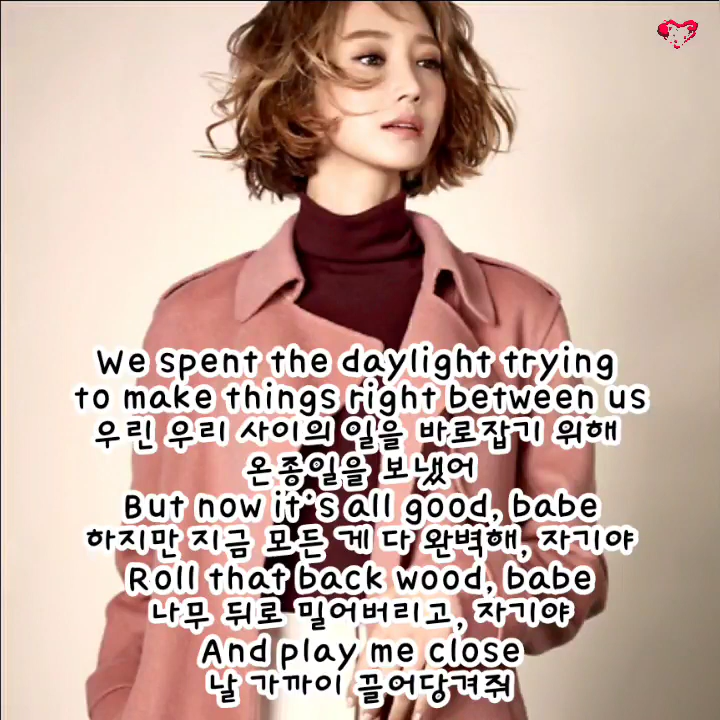 We spent the daylight trying
to make things right between us
우린 우리 사이의 일을 바로잡기 위해
온종일을 보냈어
But now it's all good, babe
하지만 지금 모든 게 다 완벽해, 자기야
Roll that back wood, babe
나무 뒤로 밀어버리고, 자기야
And play me close
날 가까이 끌어당겨줘